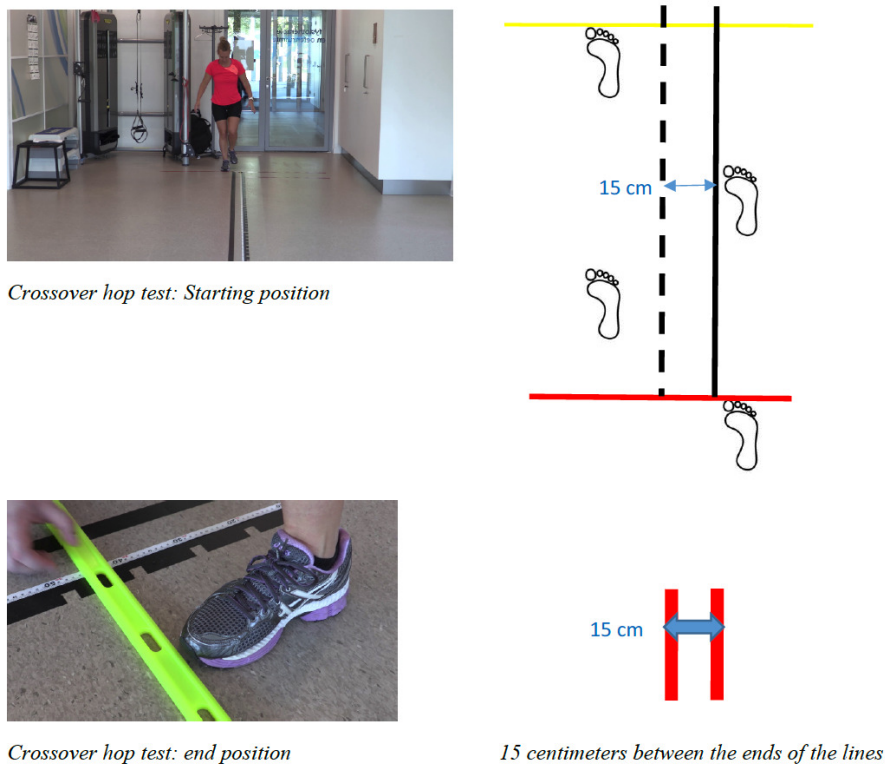 15 cm
Crossover hop test: Starting position
15 cm
Crossover hop test: end position
15 centimeters between the ends of the lines